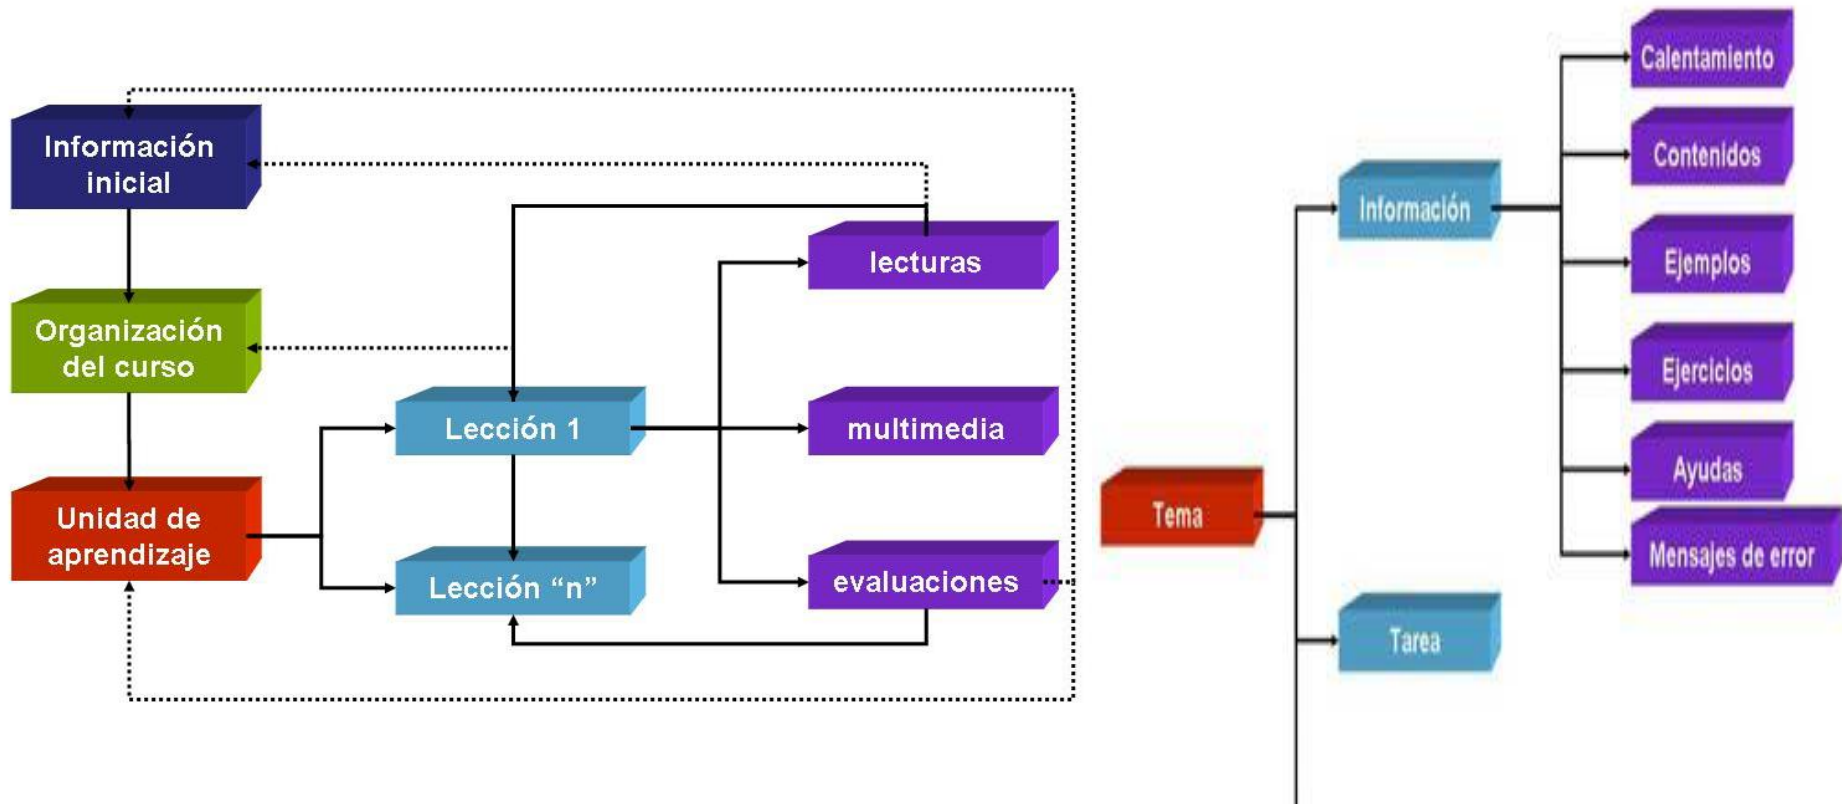 Información
inicial
Organización
del curso
Unidad de
aprendizaje
Lección 1
Lección “n”
lecturas
multimedia
evaluaciones
Tema
Información
Tarea
Calentamiento
Contenidos
Ejemplos
Ejercicios
Ayudas
Mensajes de error